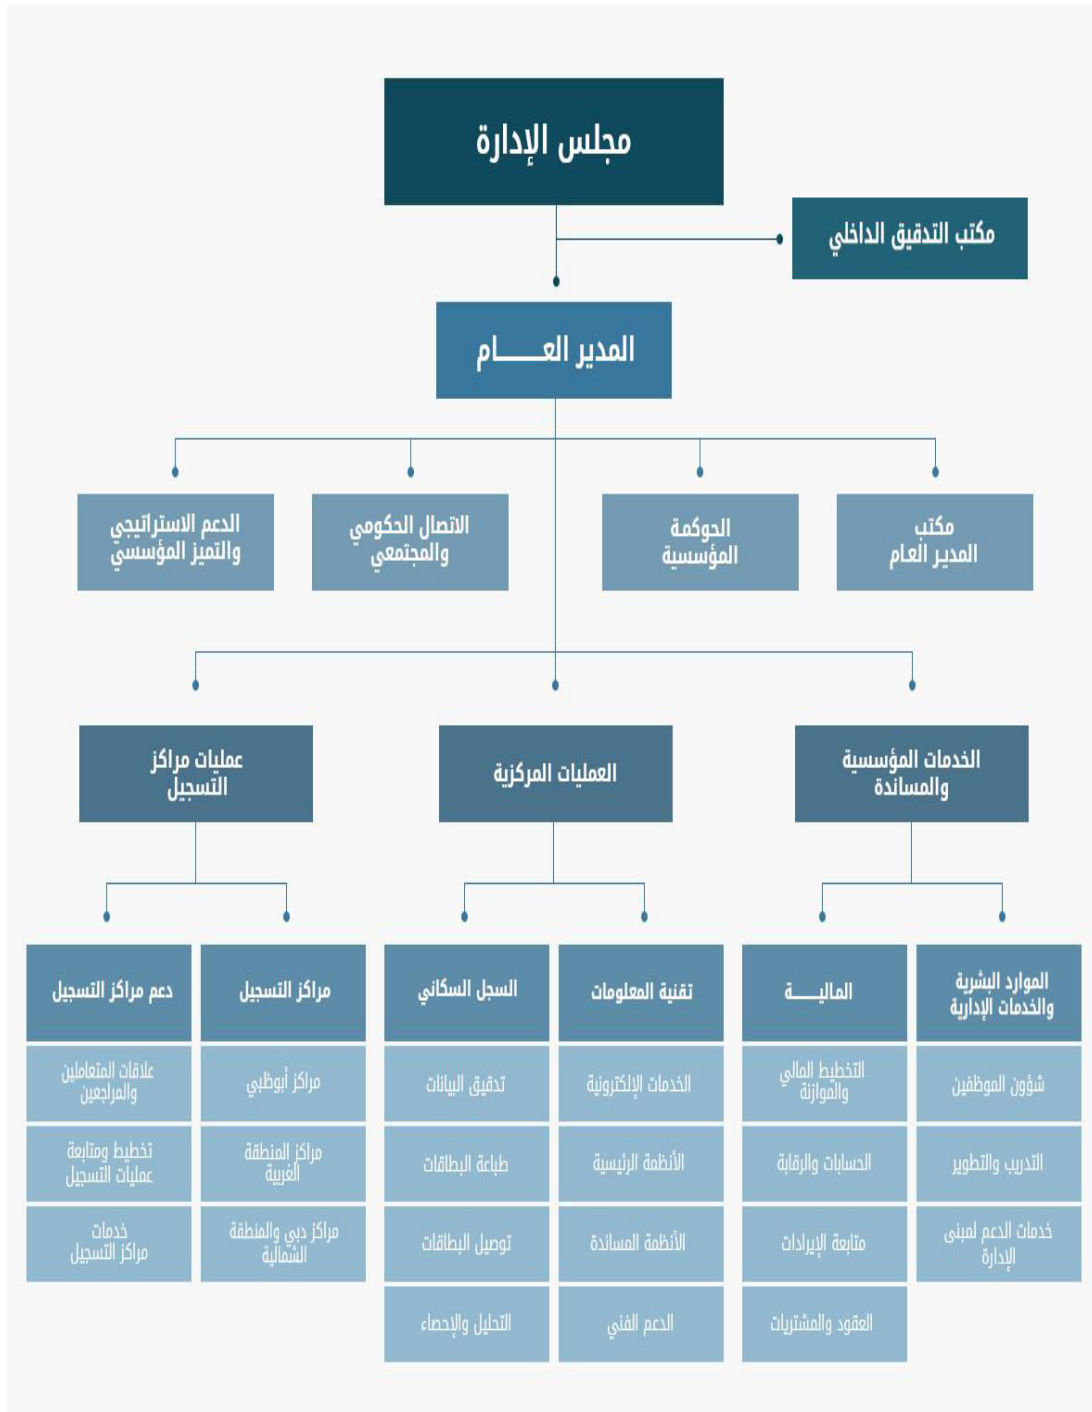 مجلس الإدارة
مكتب التدقيق الداخلي
المدير العـــــــام
مكتب
المدير العام
الحوكمة
المؤسسية
الاتصال الحكومي
والمجتمعي
الدعم الاستراتيجي
والتميز المؤسسي
الخدمات المؤسسية
والمساندة
العمليات المركزية
عمليات مراكز
التسجيل
الموارد البشرية
والخدمات الإدارية
شؤون الموظفين
التدريب والتطوير
خدمات الدعم لمبنى
الإدارة
الماليـــــة
التخطيط المالي
والموازنة
الحسابات والرقابة
متابعة الإيرادات
العقود والمشتريات
تقنية المعلومات
الخدمات الإلكترونية
الأنظمة الرئيسية
الأنظمة المساندة
الدعم الفني
السجل السكاني
تدقيق البيانات
طباعة البطاقات
توصيل البطاقات
التحليل والإحصاء
مراكز التسجيل
مراكز أبوظبي
مراكز المنطقة
الغربية
مراكز دبي والمنطقة
الشمالية
دعم مراكز التسجيل
علاقات المتعاملين
والمراجعين
تخطيط ومتابعة
عمليات التسجيل
خدمات
مراكز التسجيل